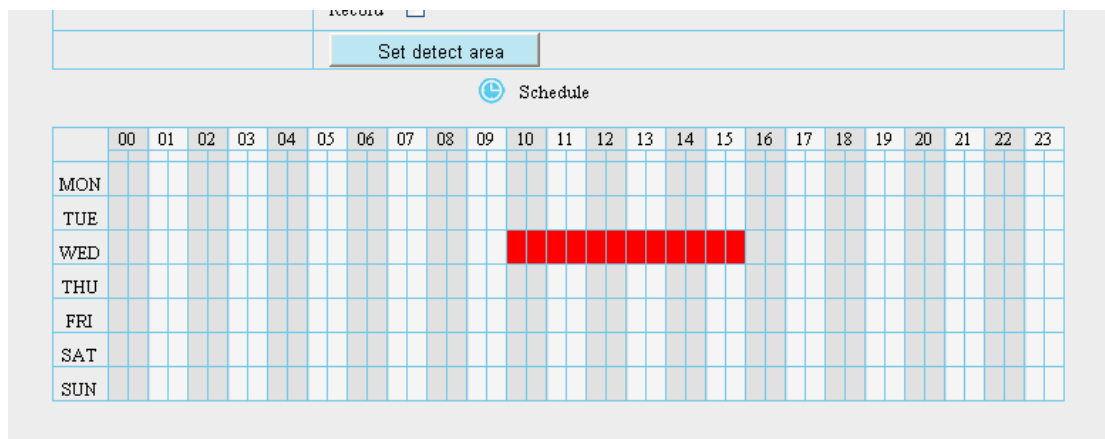 Record
Set detect area
Schedule
00 01 02 03 04 05 06 07 08 09 10 11 12 13 14 15 16 17 18 19 20 21 22 23
MON
TUE
WED
THU
FRI
SAT
SUN